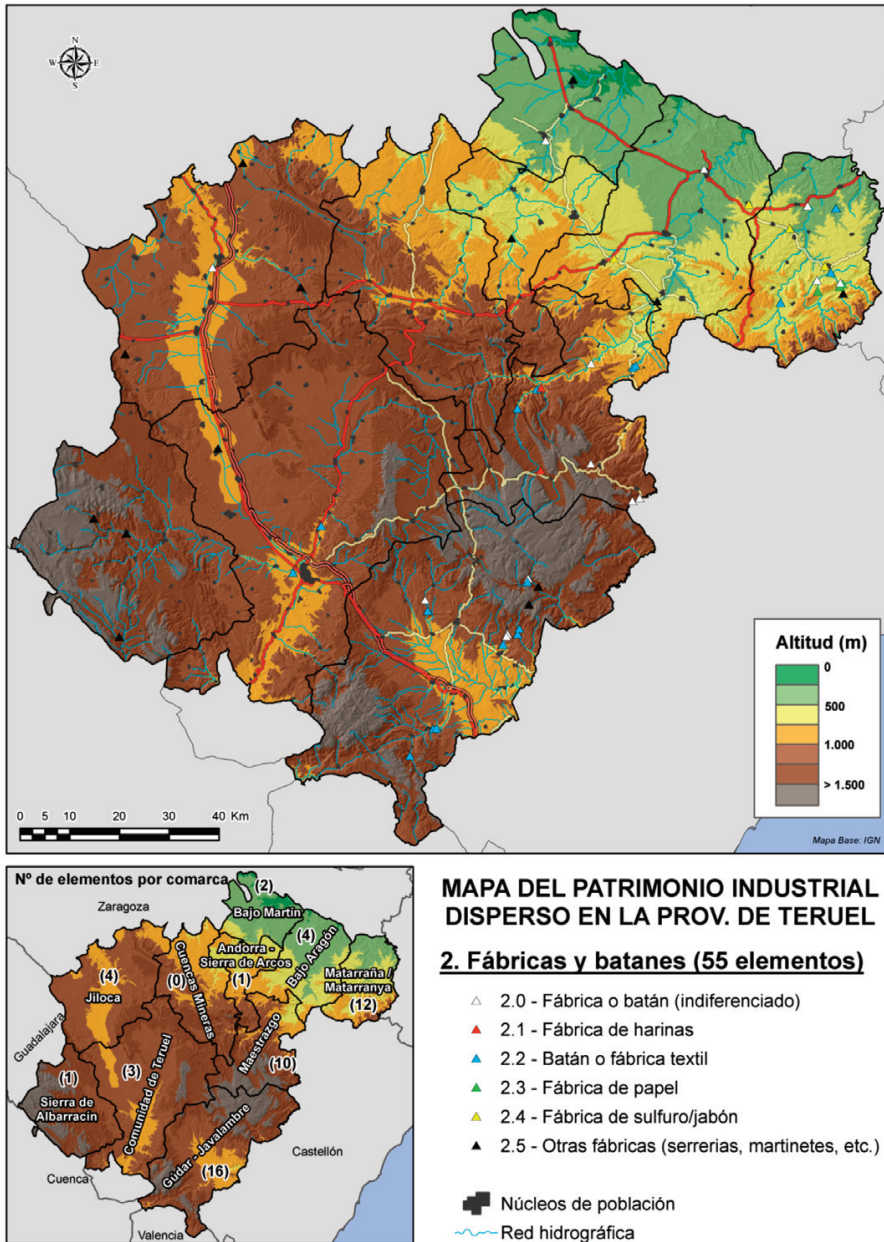 N
W E
S
Altitud (m)
0
500
1.000
> 1.500
0 5 10 20 30 40 Km
Mapa Base: IGN
Nº de elementos por comarca
Zaragoza
(2)
Bajo Martín
(4)
Bajo Aragón
Andorra -
Sierra de Arcos
(1)
Cuencas Mineras
(0)
(4)
Jiloca
Matarraña /
Matarranya
(12)
Guadalajara
Maestrazgo
(10)
(3)
Comunidad de Teruel
(1)
Sierra de
Albarracín
Gúdar - Javalambre
(16)
Castellón
Cuenca
Valencia
MAPA DEL PATRIMONIO INDUSTRIAL
DISPERSO EN LA PROV. DE TERUEL
2. Fábricas y batanes (55 elementos)
2.0 - Fábrica o batán (indiferenciado)
2.1 - Fábrica de harinas
2.2 - Batán o fábrica textil
2.3 - Fábrica de papel
2.4 - Fábrica de sulfuro/jabón
2.5 - Otras fábricas (serrerias, martinetes, etc.)
Núcleos de población
Red hidrográfica